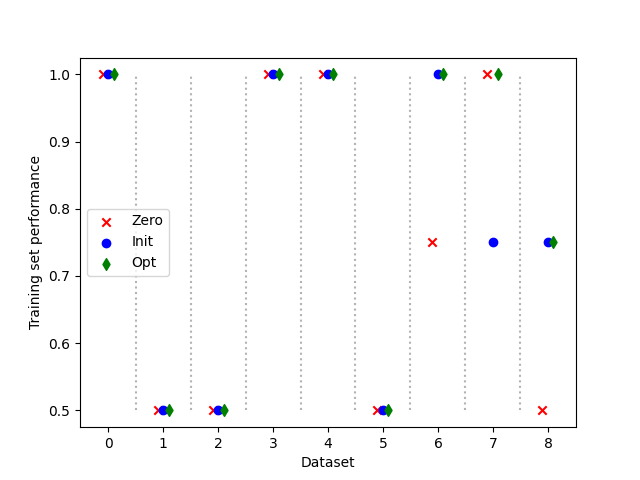 1.0
0.9
0.8
0.7
0.6
0.5
Training set performance
Zero
Init
Opt
0 1 2 3 4 5 6 7 8
Dataset